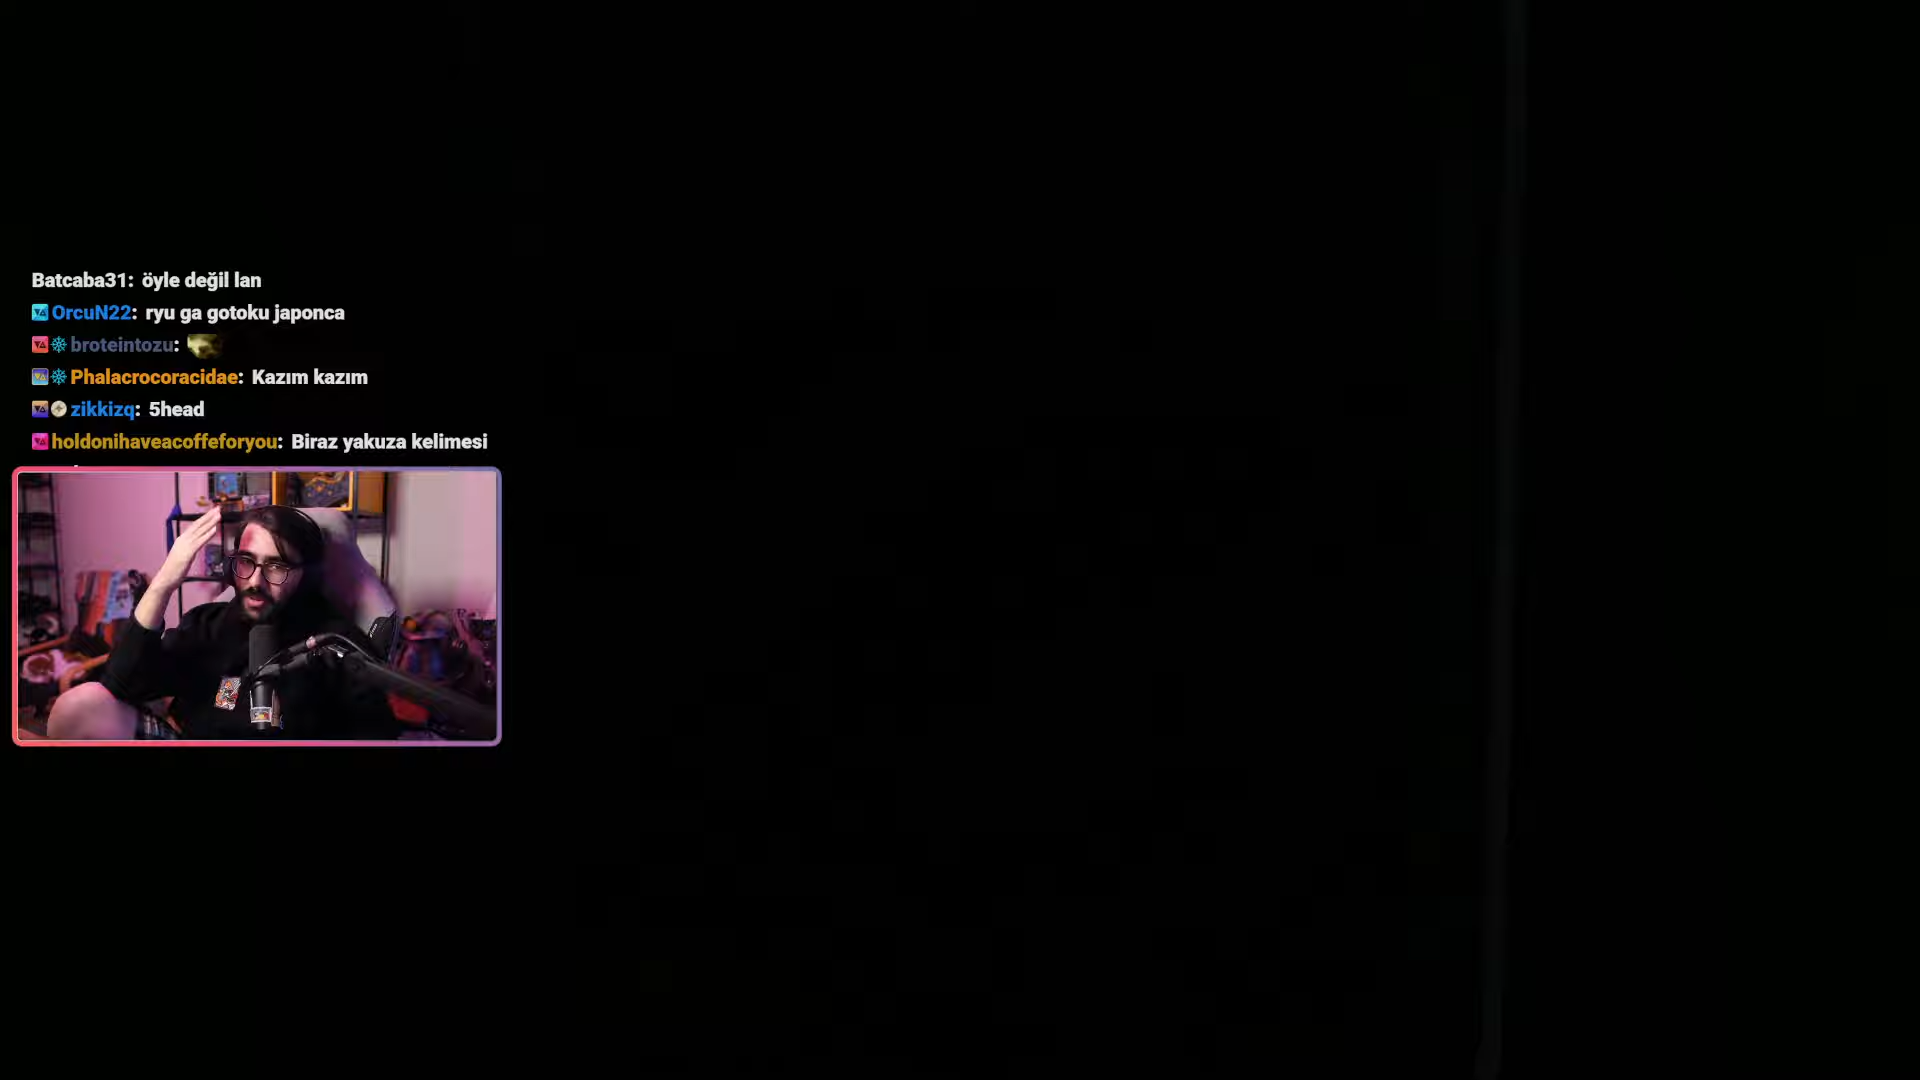 Batcaba31: öyle değil lan
OrcuN22: ryu ga gotoku japonca
broteintozu:
Phalacrocoracidae: Kazım kazım
zikkizq: 5head
holdonihaveacoffeforyou: Biraz yakuza kelimesi